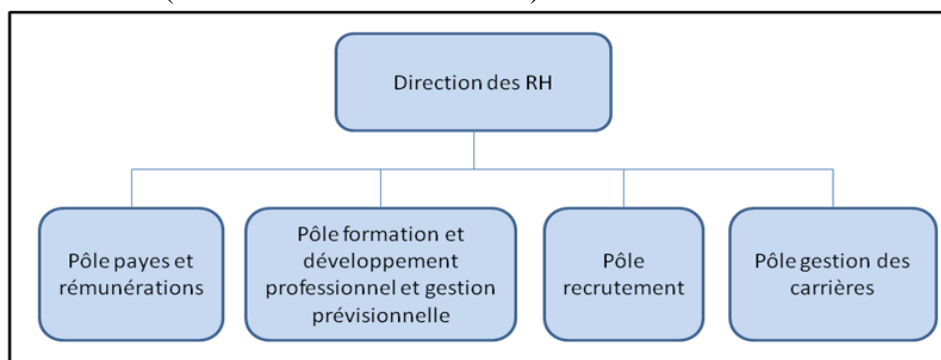 Direction des RH
Pôle payes et
rémunérations
Pôle formation et
développement
professionnel et gestion
prévisionnelle
Pôle
recrutement
Pôle gestion des
carrières